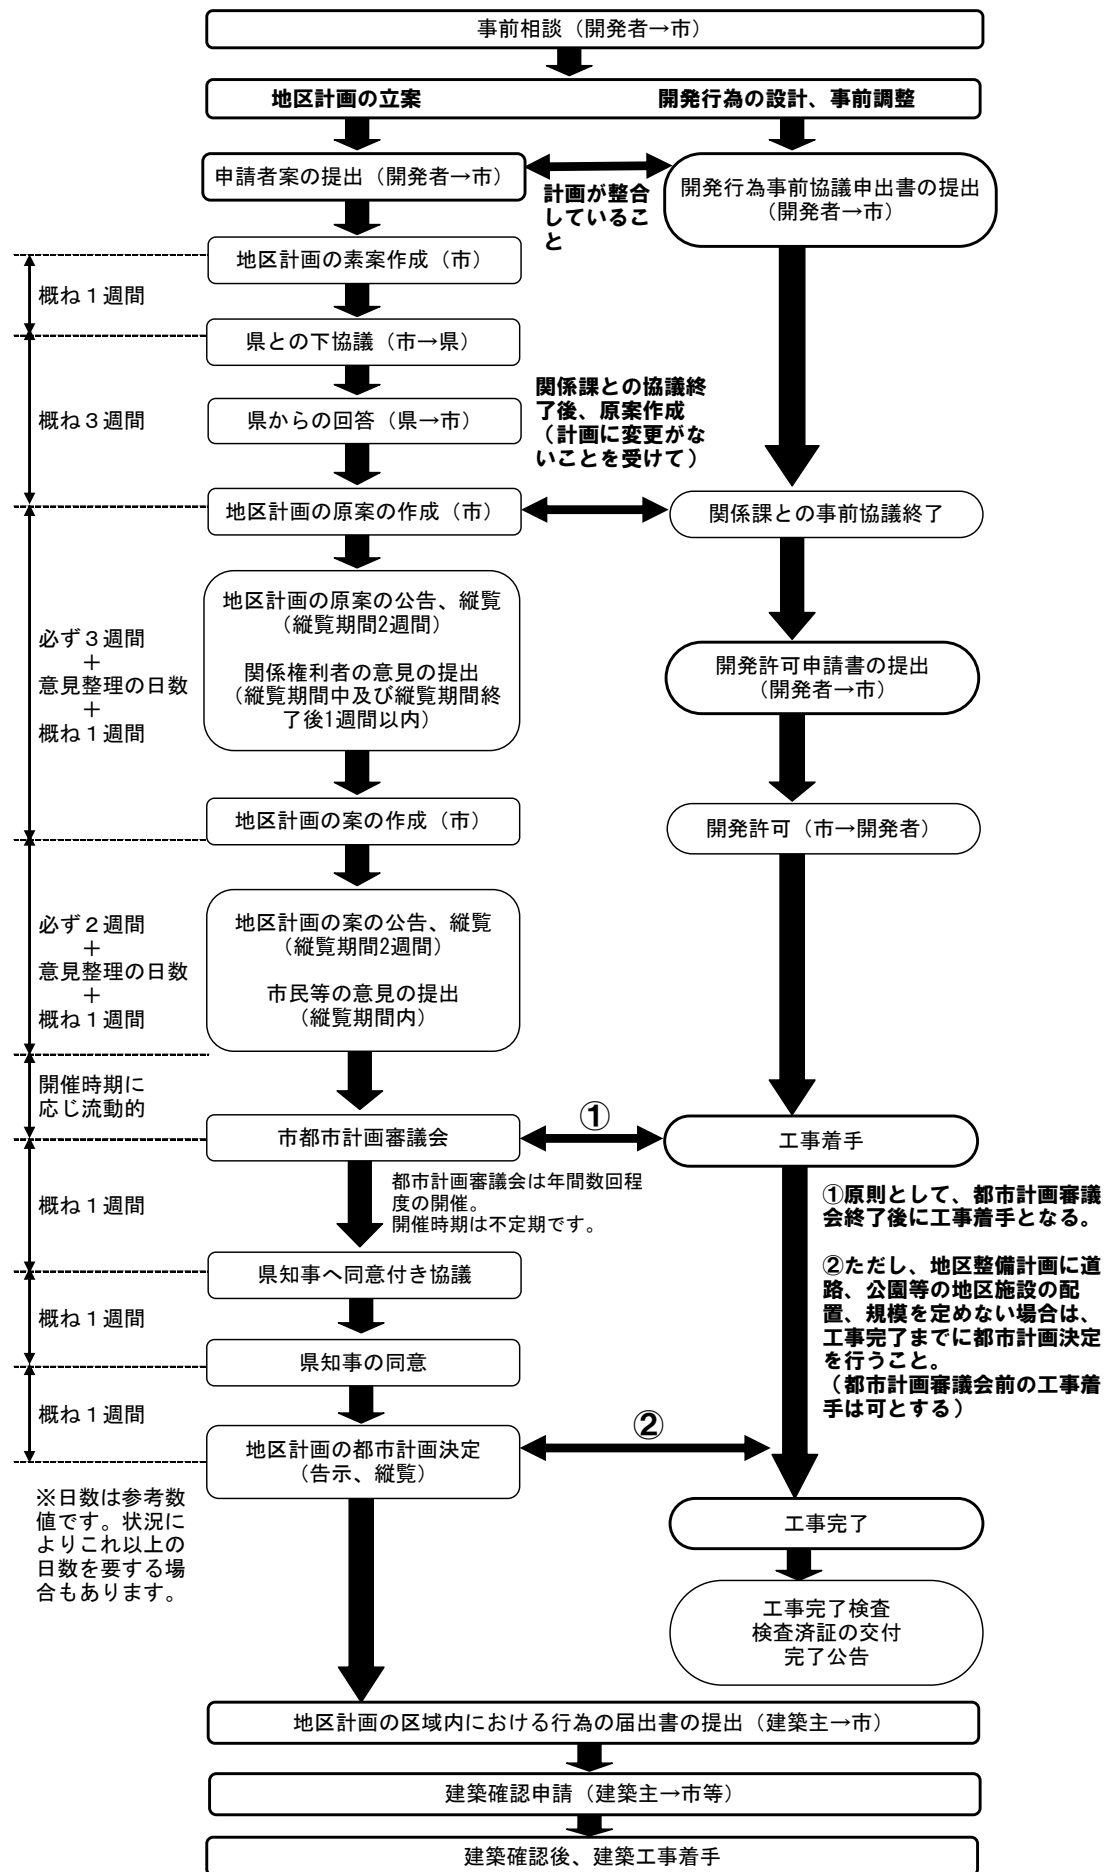 事前相談（開発者→市）
地区計画の立案
開発行為の設計、事前調整
申請者案の提出（開発者→市）
計画が整合
しているこ
と
開発行為事前協議申出書の提出
（開発者→市）
地区計画の素案作成（市）
概ね１週間
県との下協議（市→県）
概ね３週間
県からの回答（県→市）
関係課との協議終
了後、原案作成
（計画に変更がな
いことを受けて）
地区計画の原案の作成（市）
関係課との事前協議終了
必ず３週間
＋
意見整理の日数
＋
概ね１週間
地区計画の原案の公告、縦覧
（縦覧期間2週間）
関係権利者の意見の提出
（縦覧期間中及び縦覧期間終
了後1週間以内）
開発許可申請書の提出
（開発者→市）
地区計画の案の作成（市）
開発許可（市→開発者）
必ず２週間
＋
意見整理の日数
＋
概ね１週間
地区計画の案の公告、縦覧
（縦覧期間2週間）
市民等の意見の提出
（縦覧期間内）
開催時期に
応じ流動的
市都市計画審議会
①
工事着手
概ね１週間
都市計画審議会は年間数回程
度の開催。
開催時期は不定期です。
①原則として、都市計画審議
会終了後に工事着手となる。
②ただし、地区整備計画に道
路、公園等の地区施設の配
置、規模を定めない場合は、
工事完了までに都市計画決定
を行うこと。
（都市計画審議会前の工事着
手は可とする）
県知事へ同意付き協議
概ね１週間
県知事の同意
概ね１週間
地区計画の都市計画決定
（告示、縦覧）
②
※日数は参考数
値です。状況に
よりこれ以上の
日数を要する場
合もあります。
工事完了
工事完了検査
検査済証の交付
完了公告
地区計画の区域内における行為の届出書の提出（建築主→市）
建築確認申請（建築主→市等）
建築確認後、建築工事着手